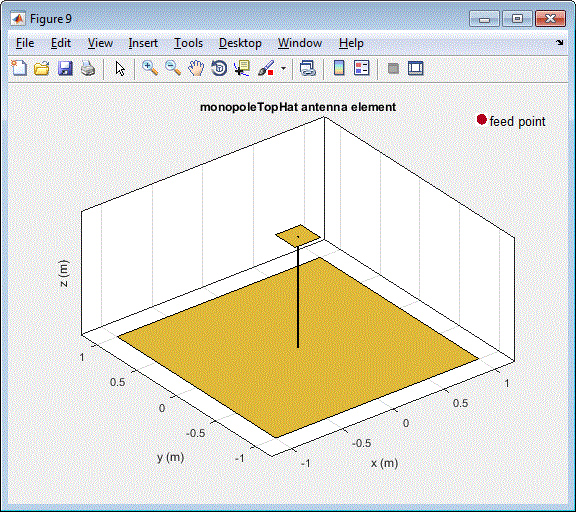 Figure 9
File Edit View Insert Tools Desktop Window Help
monopoleTopHat antenna element
feed point
z (m)
1
0.5
0
-0.5
-1
y (m)
-1
-0.5
0
0.5
1
x (m)